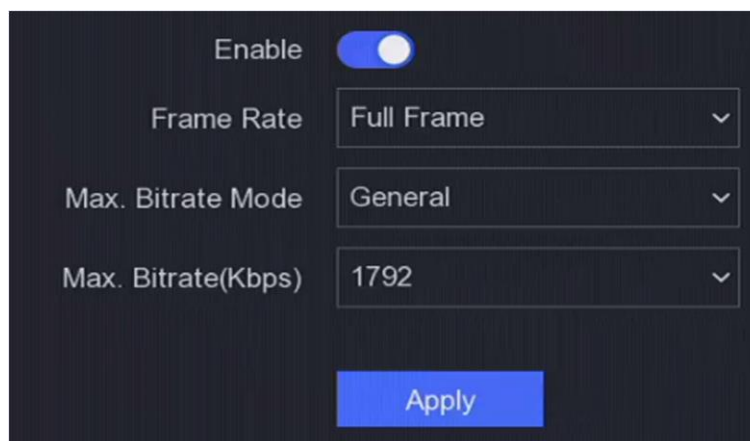 Enable
Frame Rate Full Frame
Max. Bitrate Mode General
Max. Bitrate(Kbps) 1792
Apply